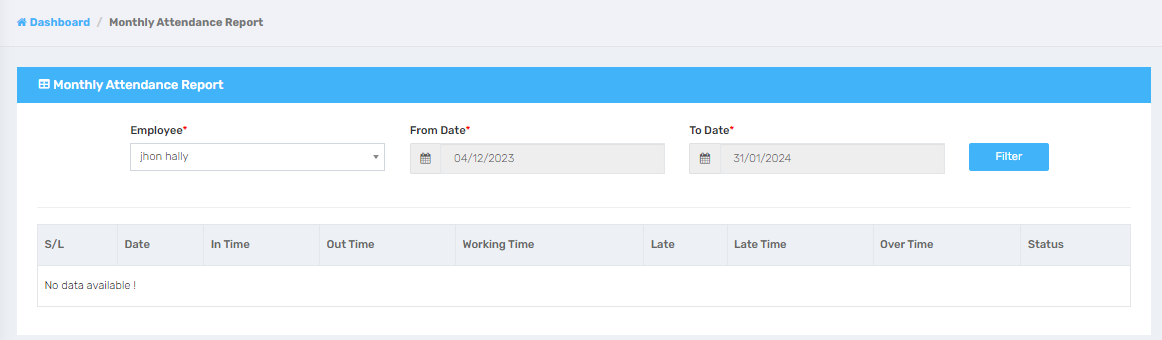 Dashboard / Monthly Attendance Report
Monthly Attendance Report
Employee* From Date* To Date*
jhon hally 04/12/2023 31/01/2024 Filter
S/L Date In Time Out Time Working Time Late Late Time Over Time Status
No data available !